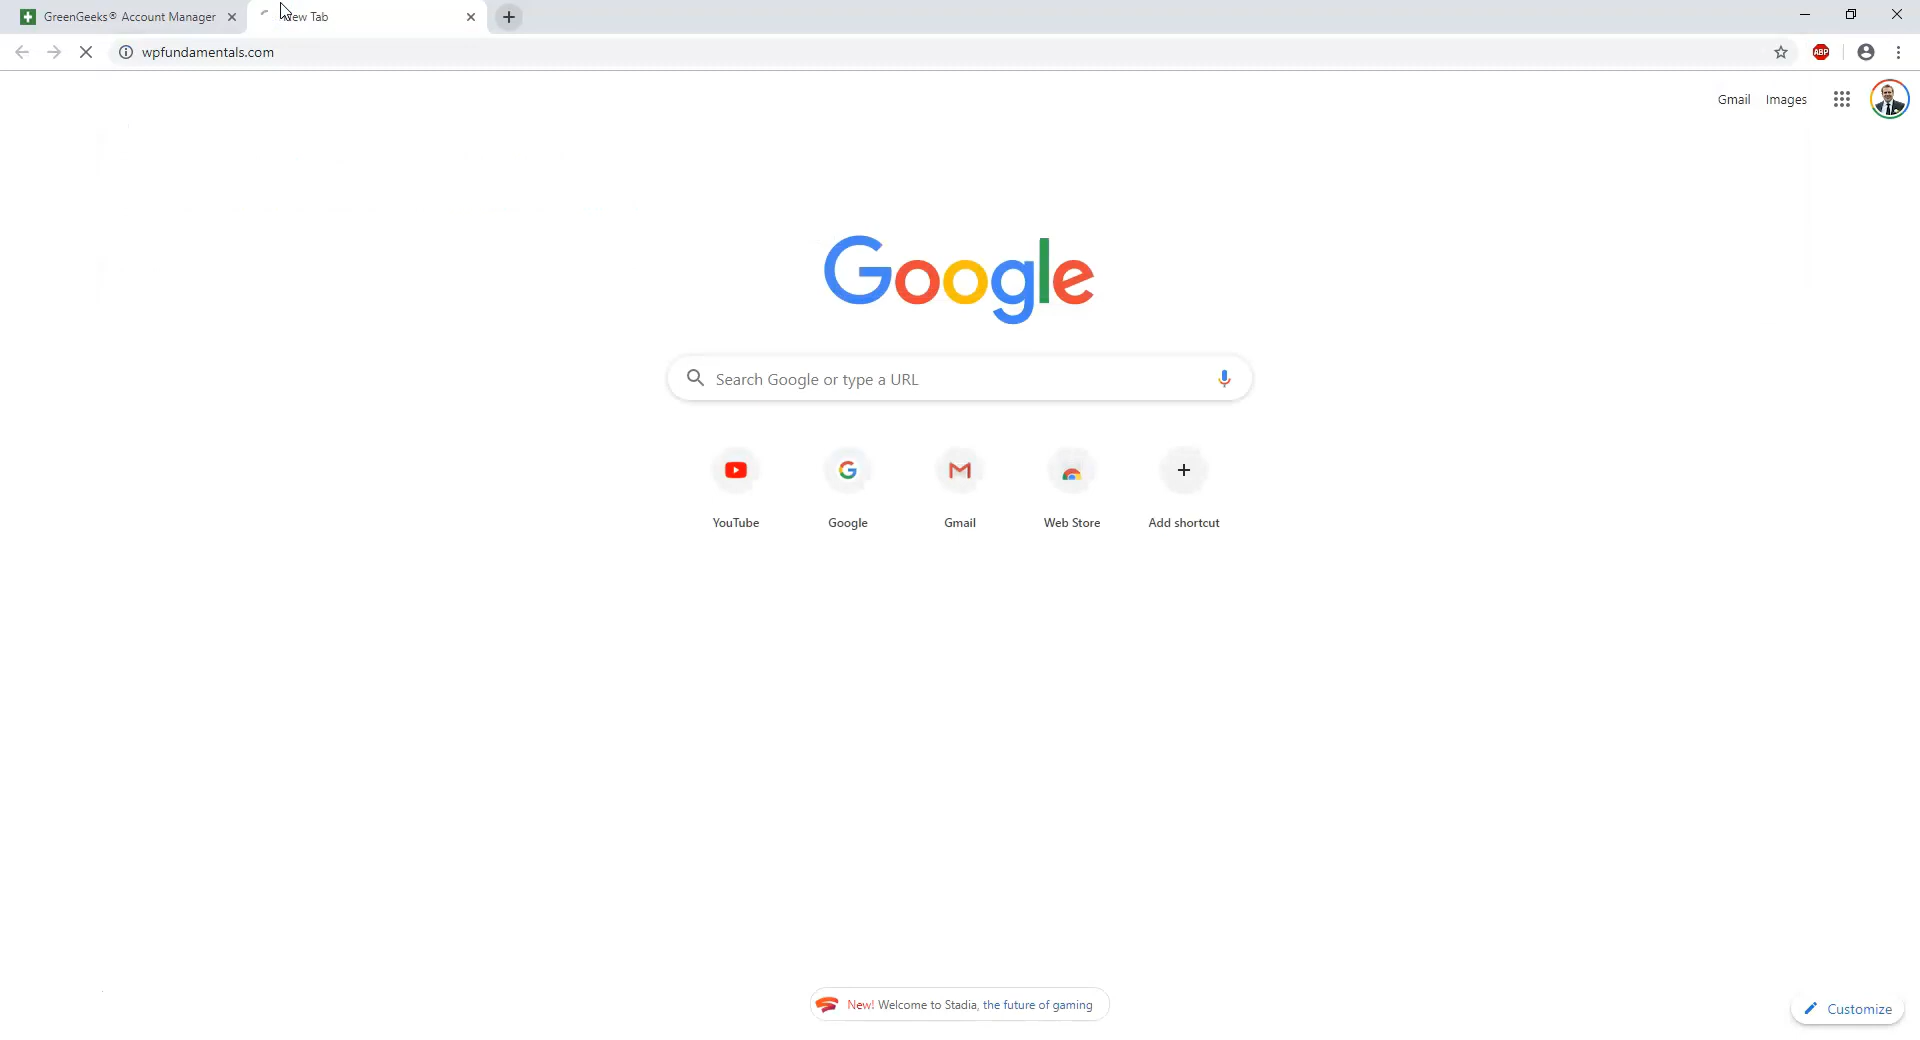 GreenGeeks® Account Manager
New Tab
wpfundamentals.com
ABP
Gmail Images
Google
Search Google or type a URL
YouTube Google Gmail Web Store Add shortcut
New! Welcome to Stadia, the future of gaming
Customize